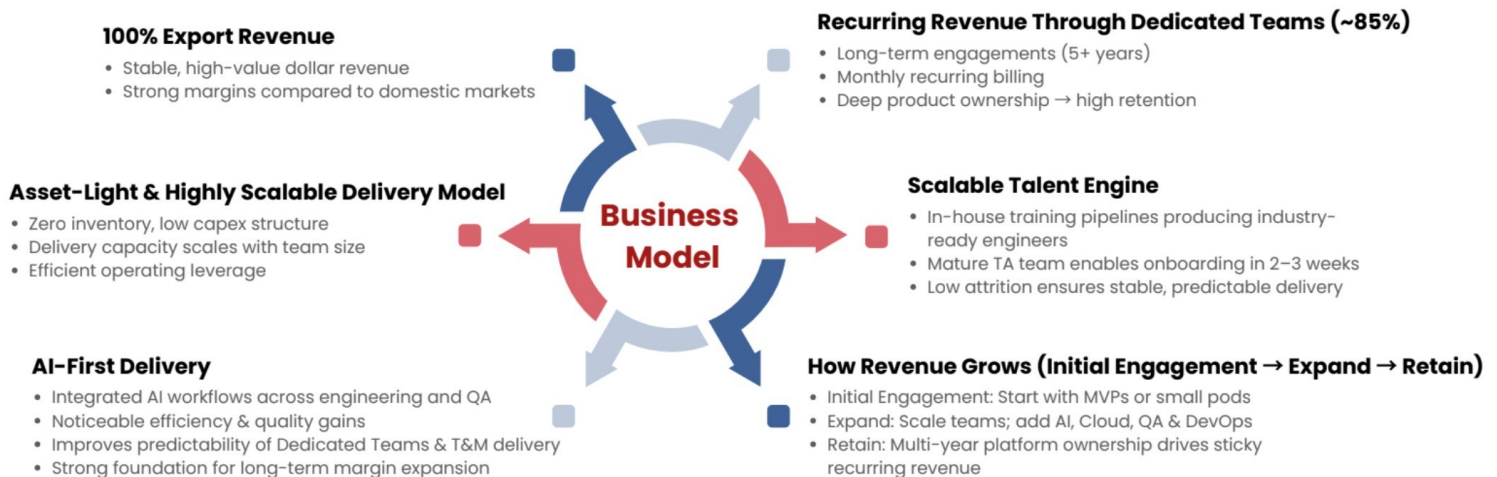 100% Export Revenue
• Stable, high-value dollar revenue
• Strong margins compared to domestic markets
Recurring Revenue Through Dedicated Teams (~85%)
• Long-term engagements (5+ years)
• Monthly recurring billing
• Deep product ownership → high retention
Asset-Light & Highly Scalable Delivery Model
• Zero inventory, low capex structure
• Delivery capacity scales with team size
• Efficient operating leverage
Business
Model
Scalable Talent Engine
• In-house training pipelines producing industry-
ready engineers
• Mature TA team enables onboarding in 2–3 weeks
• Low attrition ensures stable, predictable delivery
AI-First Delivery
• Integrated AI workflows across engineering and QA
• Noticeable efficiency & quality gains
• Improves predictability of Dedicated Teams & T&M delivery
• Strong foundation for long-term margin expansion
How Revenue Grows (Initial Engagement → Expand → Retain)
• Initial Engagement: Start with MVPs or small pods
• Expand: Scale teams; add AI, Cloud, QA & DevOps
• Retain: Multi-year platform ownership drives sticky
recurring revenue